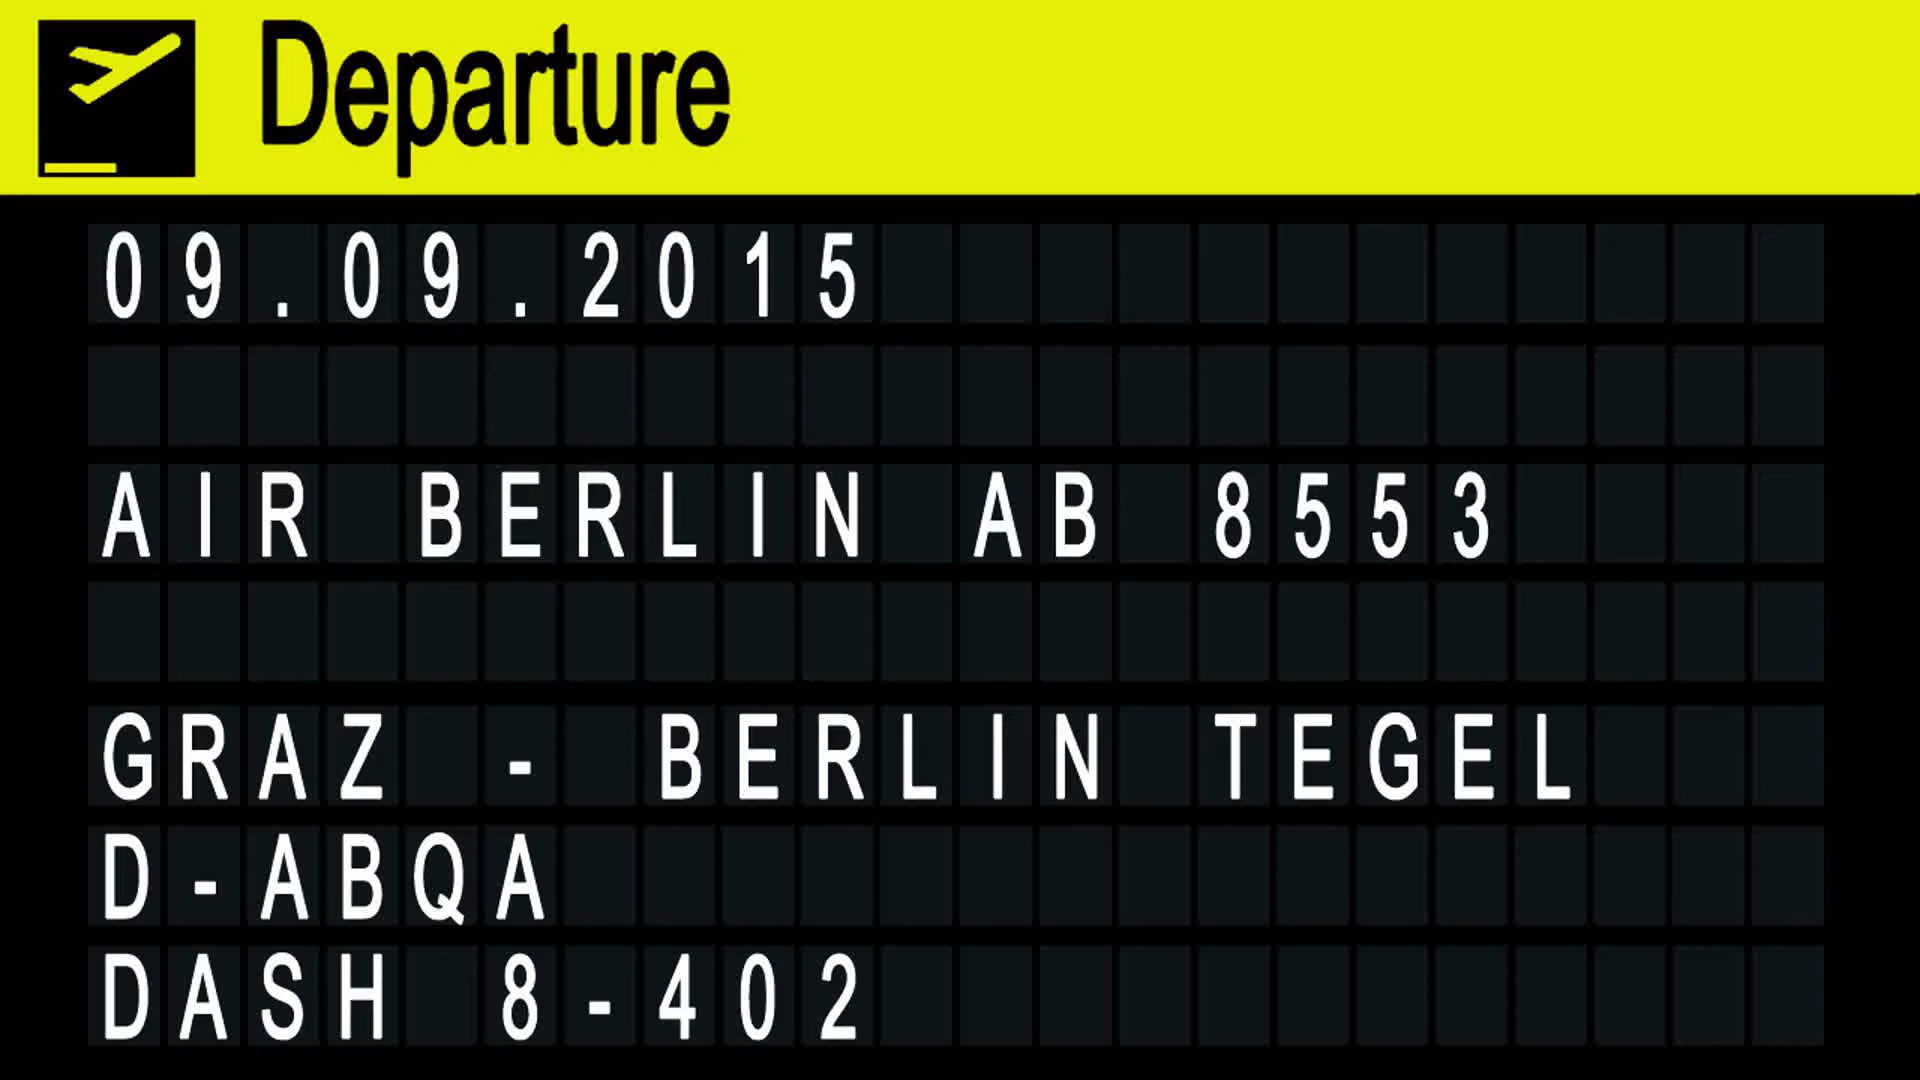 Departure
09.09.2015
AIR BERLIN AB 8553
GRAZ - BERLIN TEGEL
D-ABQA
DASH 8-402